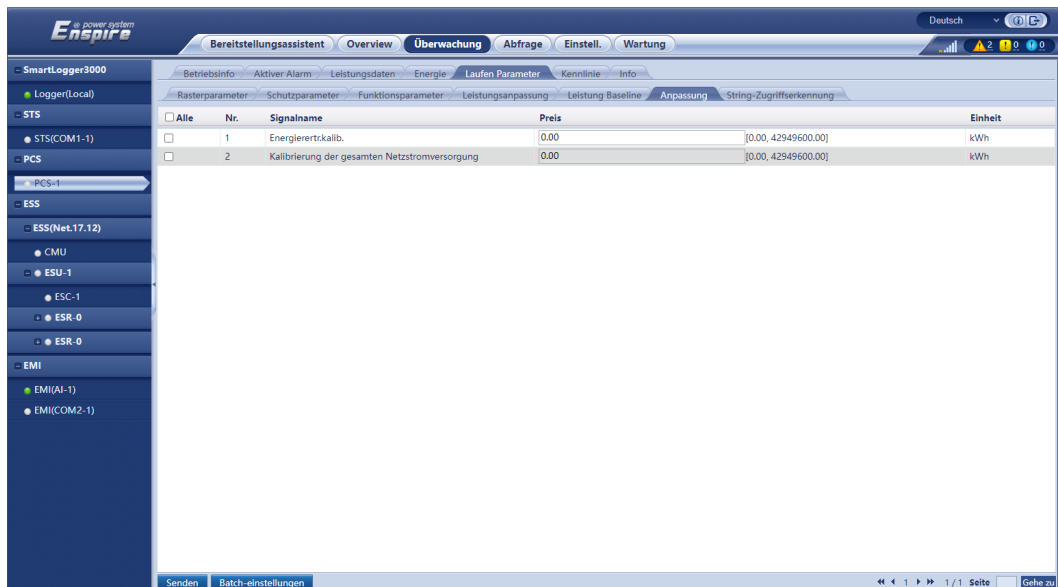 Enspire power system
Deutsch
Bereitstellungsassistent Overview Überwachung Abfrage Einstell. Wartung
2 0 0
SmartLogger3000
Logger(Local)
STS
STS(COM1-1)
PCS
PCS-1
ESS
ESS(Net.17.12)
CMU
ESU-1
ESC-1
ESR-0
ESR-0
EMI
EMI(AI-1)
EMI(COM2-1)
Betriebsinfo Aktiver Alarm Leistungsdaten Energie Laufen Parameter Kennlinie Info
Rasterparameter Schutzparameter Funktionsparameter Leistungsanpassung Leistung Baseline Anpassung String-Zugriffserkennung
Alle Nr. Signalname Preis Einheit
1 Energierertr.kalib. 0.00 [0.00, 42949600.00] kWh
2 Kalibrierung der gesamten Netzstromversorgung 0.00 [0.00, 42949600.00] kWh
Senden Batch-einstellungen 1 1/1 Seite Gehe zu